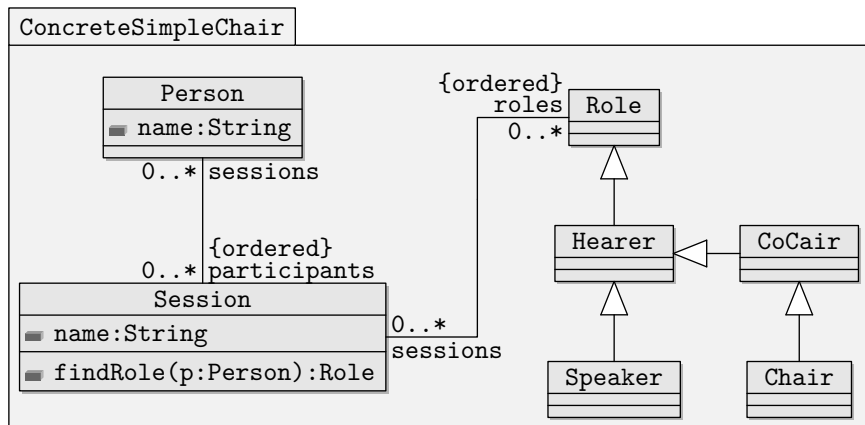 ConcreteSimpleChair
Person
name:String
0..* sessions
{ordered}
0..* participants
Session
name:String
findRole(p:Person):Role
0..*
sessions
{ordered}
roles
0..*
Role
Hearer
CoCair
Speaker
Chair